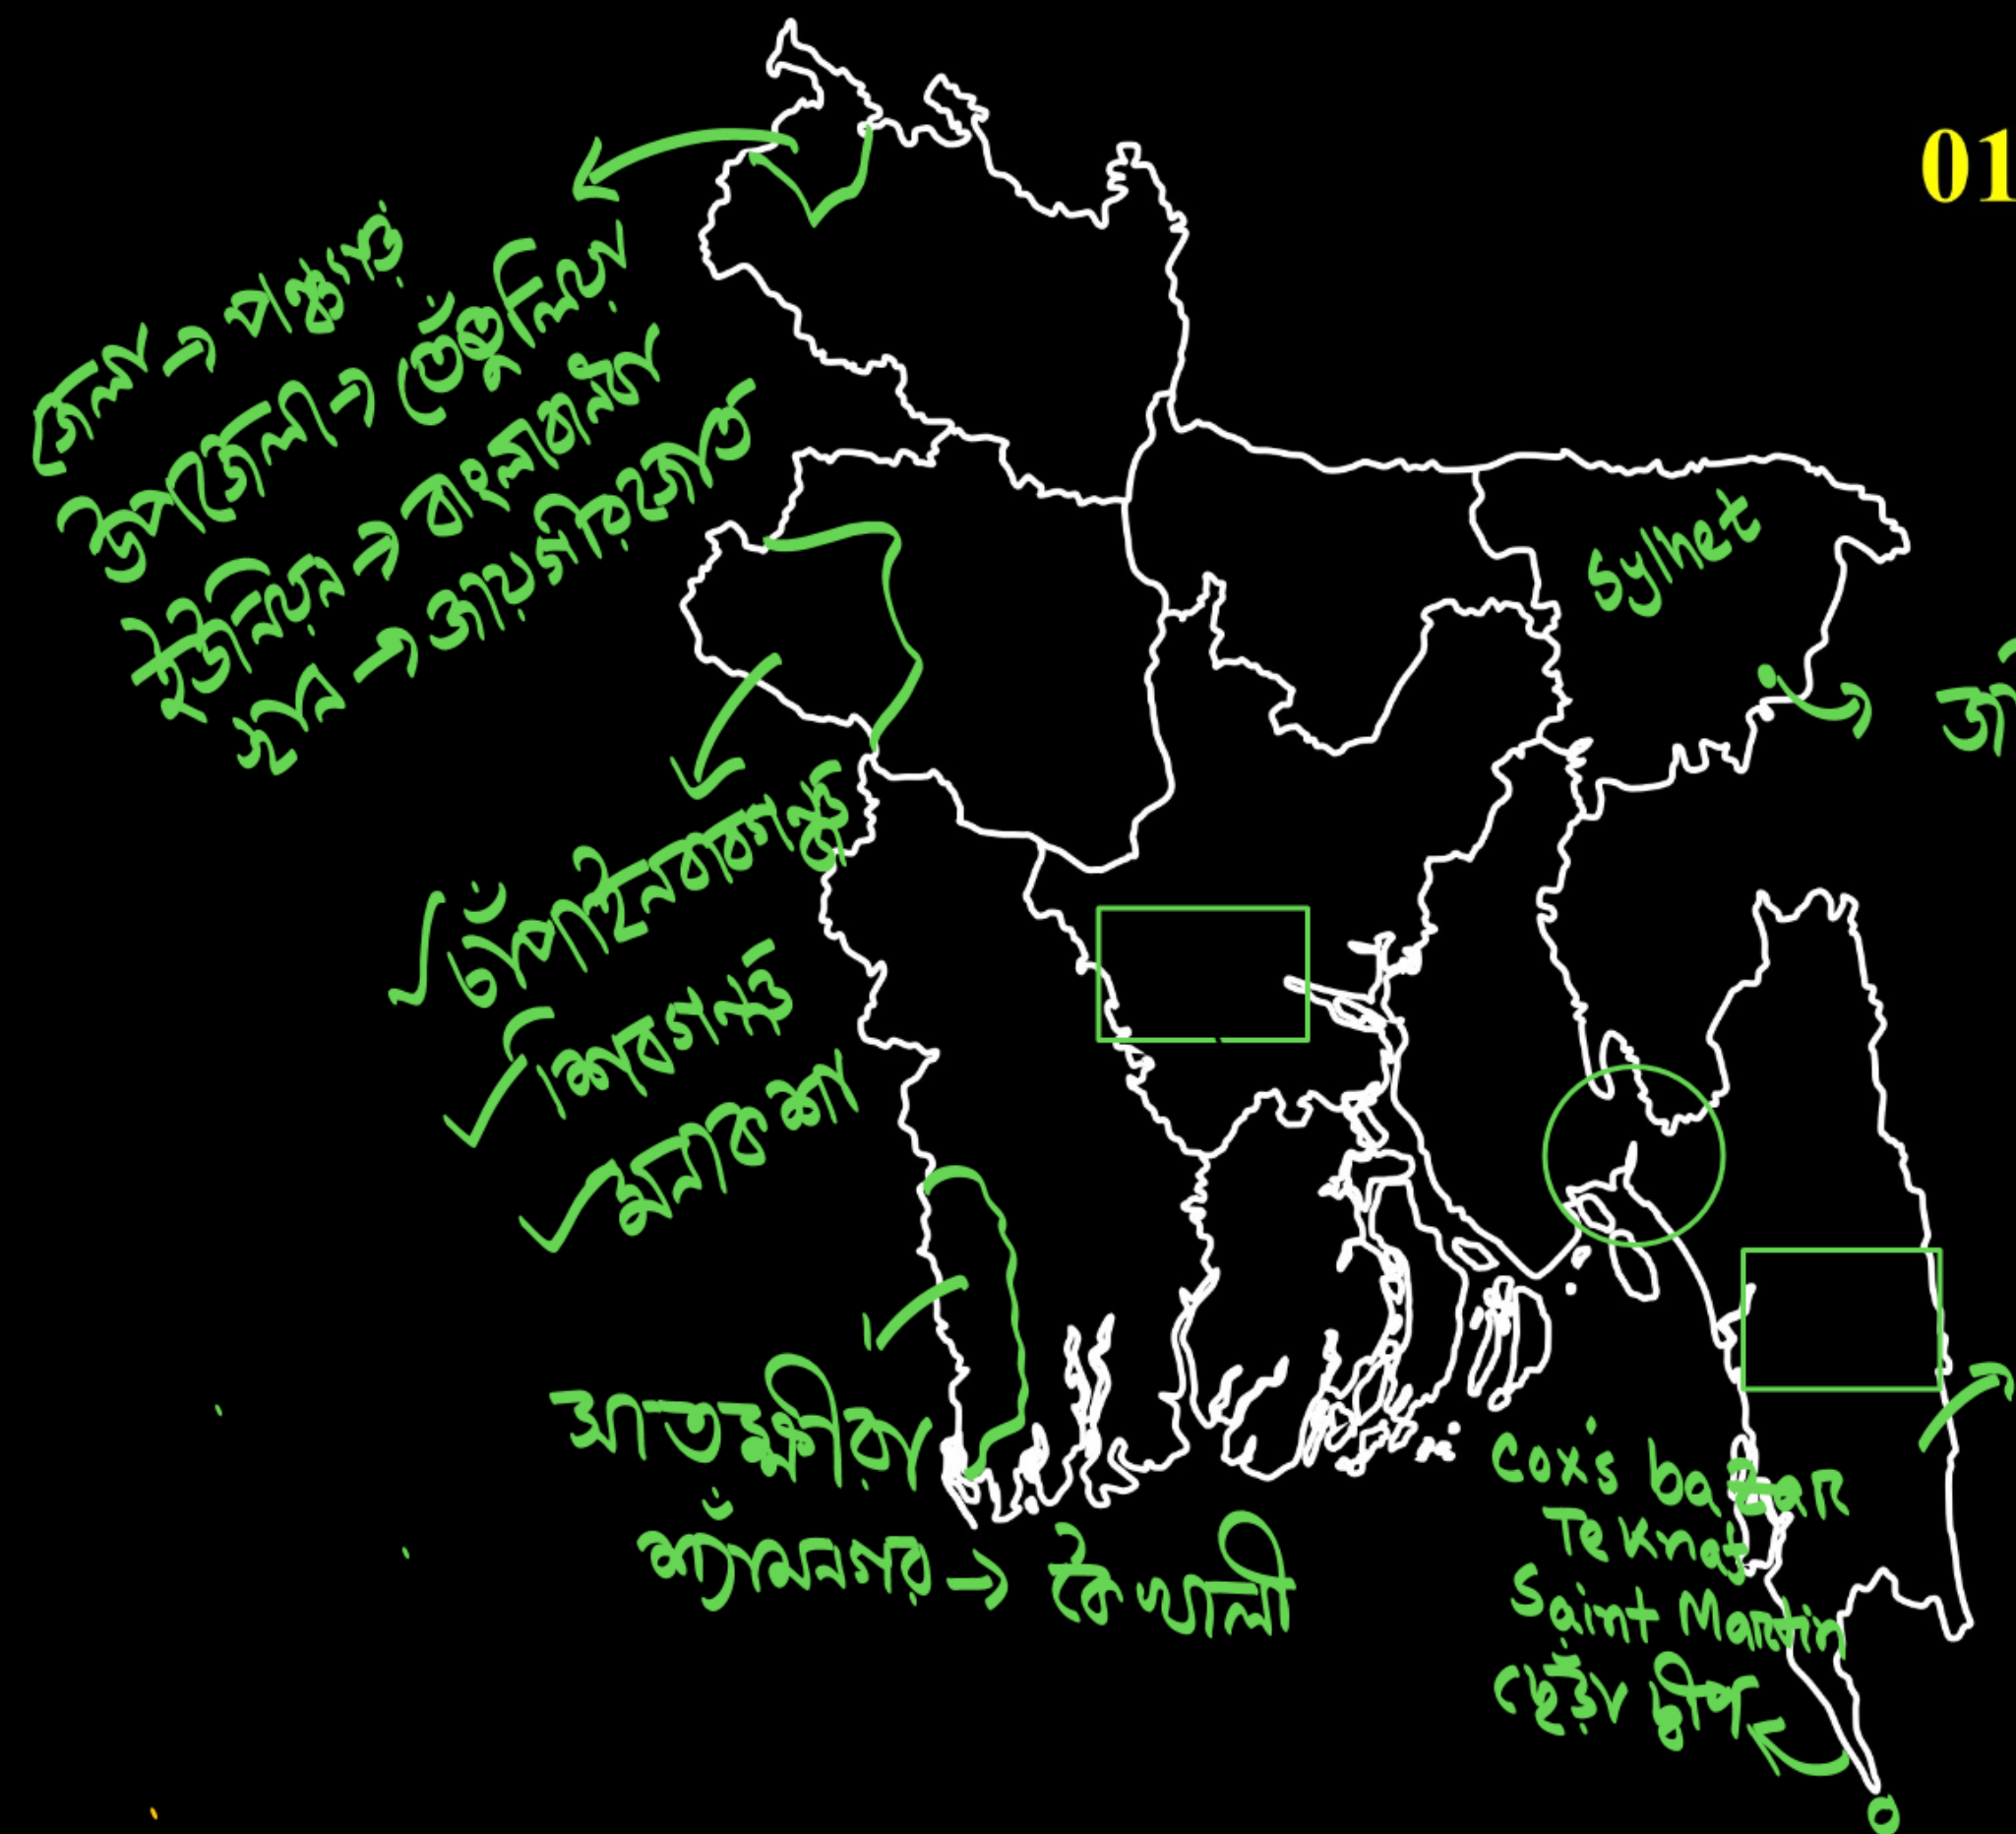 01
জেলা → পঞ্চগড়
উপজেলা → তেঁতুলিয়া
ইউনিয়ন → বাংলাবান্ধা
স্থান → জায়গীরজোত
Sylhet
জ
চাঁপাইনবাবগঞ্জ
শিবগঞ্জ
মনাকশা
সাতক্ষীরা
শ্যামনগর → কৈখালী
Cox's bazar
Teknaf
Saint Martin
ছেঁড়া দ্বীপ